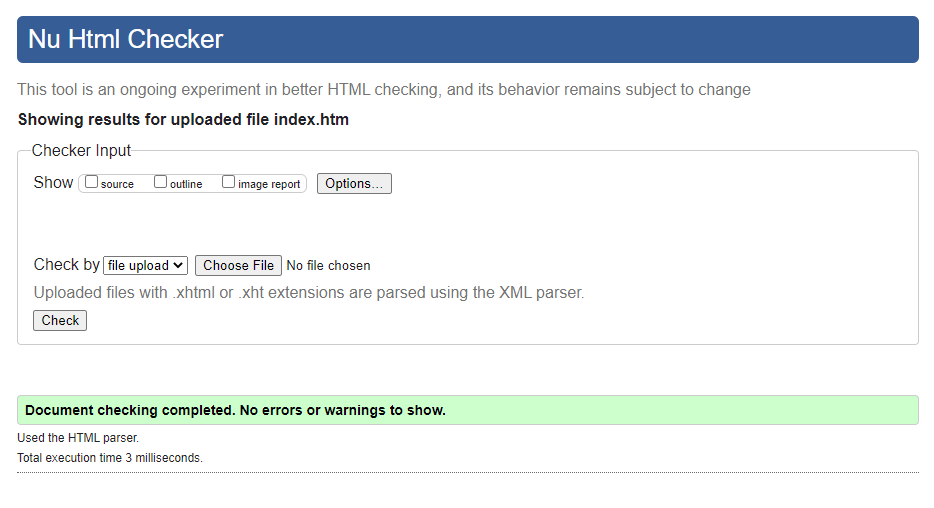 Nu Html Checker
This tool is an ongoing experiment in better HTML checking, and its behavior remains subject to change
Showing results for uploaded file index.htm
Checker Input
Show source outline image report Options...
Check by file upload Choose File No file chosen
Uploaded files with .xhtml or .xht extensions are parsed using the XML parser.
Check
Document checking completed. No errors or warnings to show.
Used the HTML parser.
Total execution time 3 milliseconds.